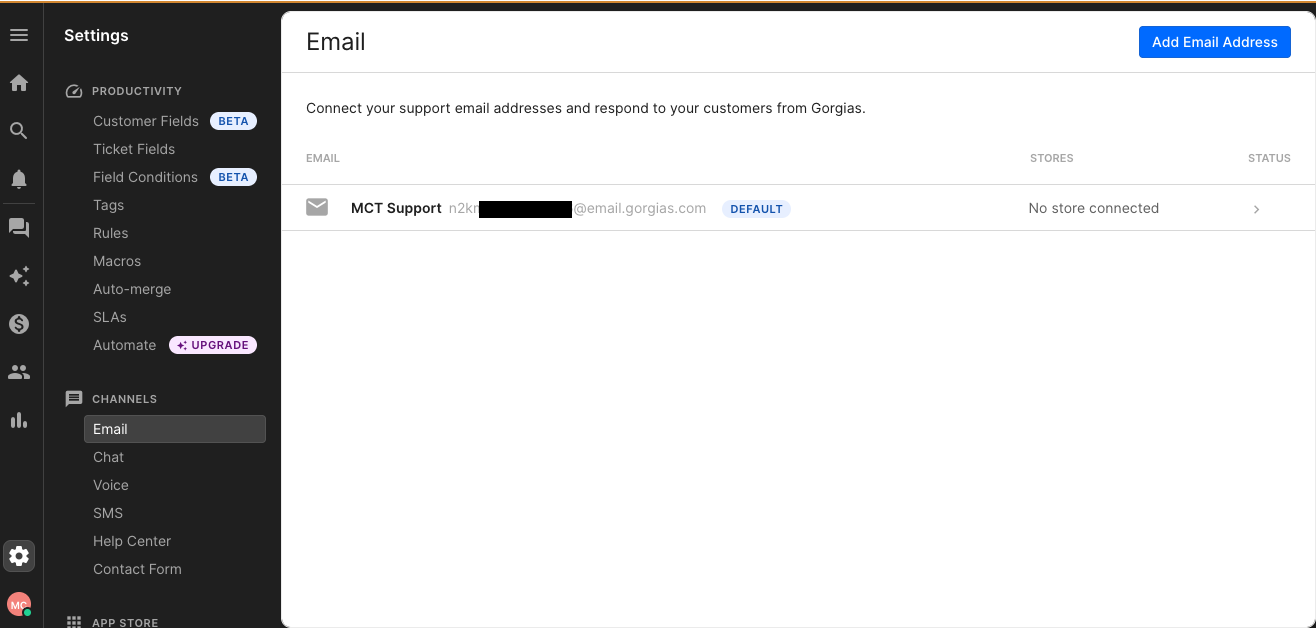 Settings
PRODUCTIVITY
Customer Fields BETA
Ticket Fields
Field Conditions BETA
Tags
Rules
Macros
Auto-merge
SLAs
Automate UPGRADE
CHANNELS
Email
Chat
Voice
SMS
Help Center
Contact Form
APP STORE
MC
Email
Add Email Address
Connect your support email addresses and respond to your customers from Gorgias.
EMAIL STORES STATUS
MCT Support n2kr @email.gorgias.com DEFAULT No store connected